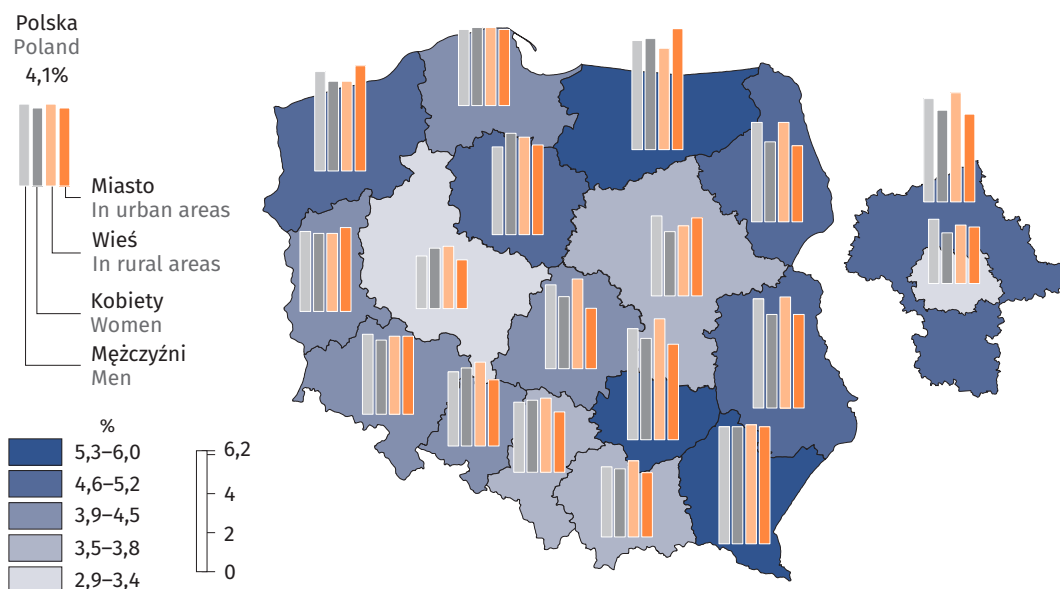 Polska
Poland
4,1%
Miasto
In urban areas
Wieś
In rural areas
Kobiety
Women
Mężczyźni
Men
%
5,3–6,0
4,6–5,2
3,9–4,5
3,5–3,8
2,9–3,4
6,2
4
2
0